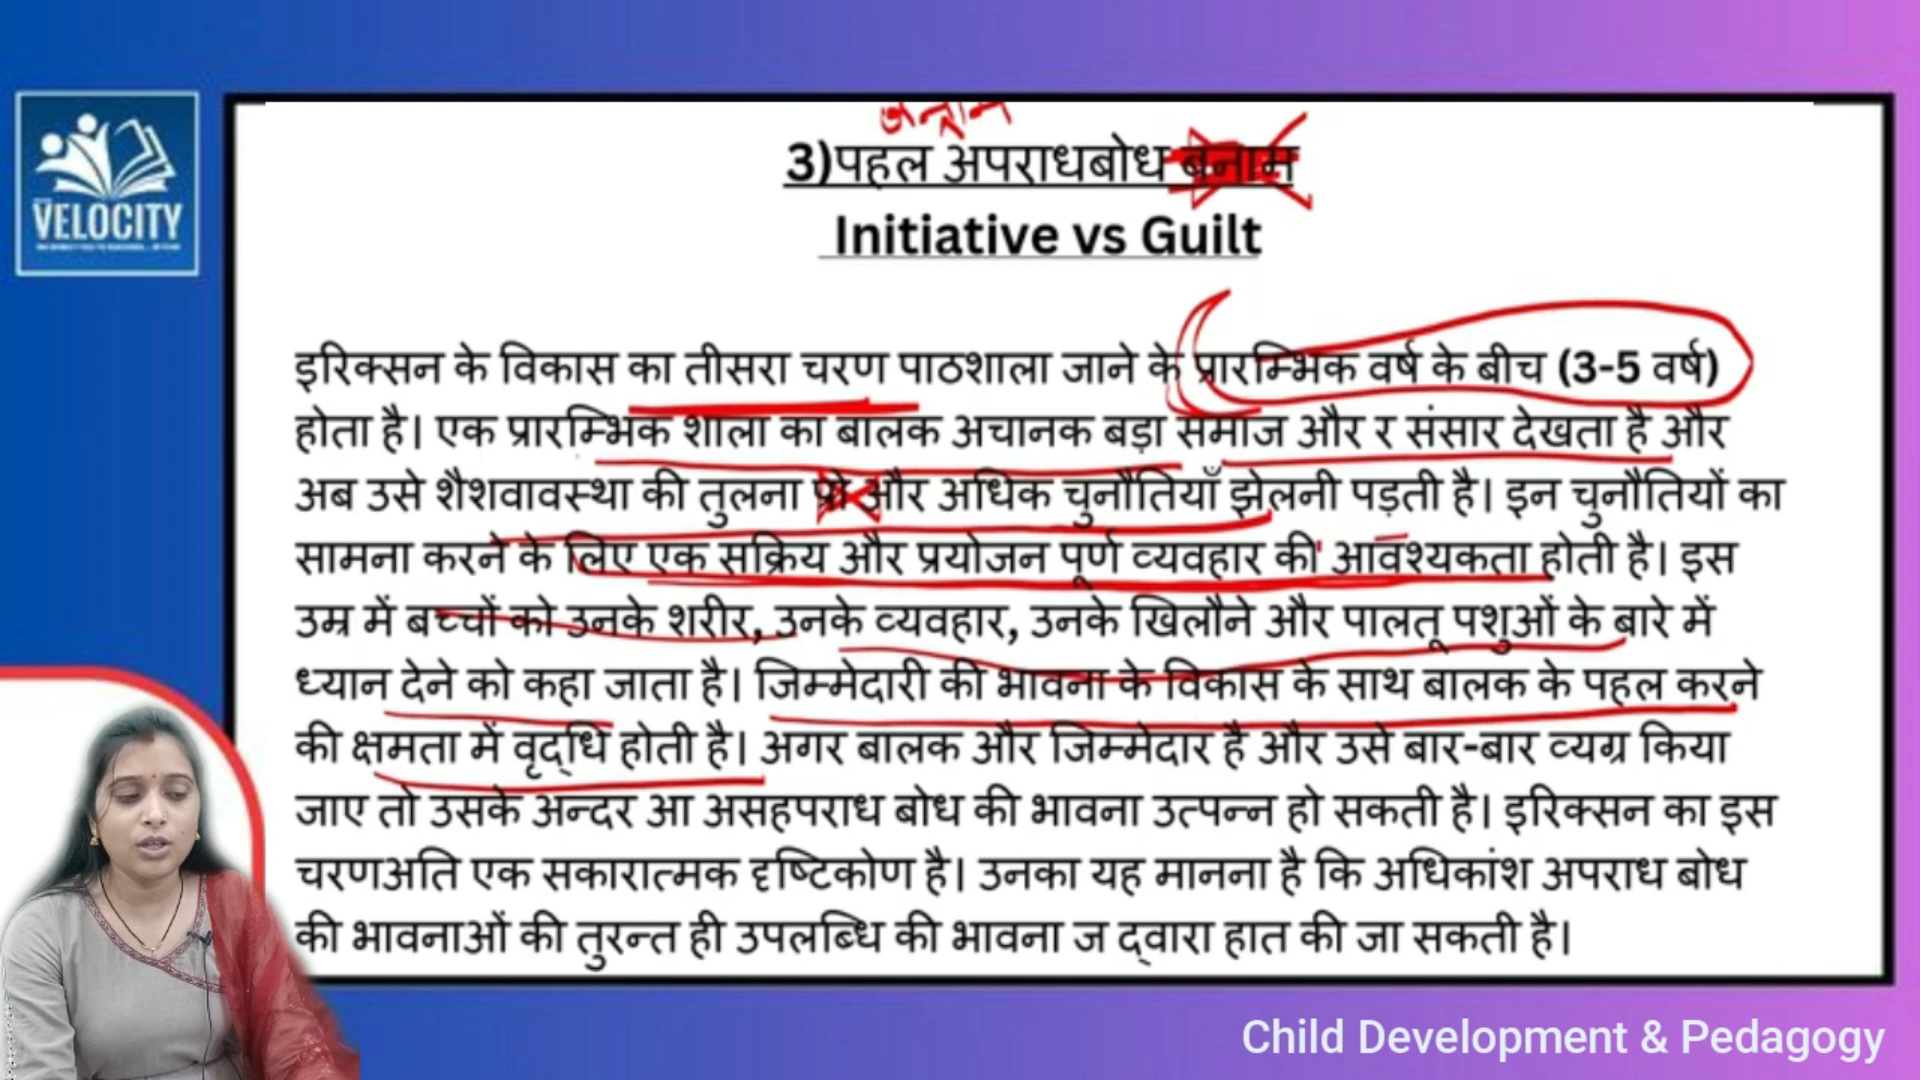 बनाम
3)पहल अपराधबोध बनाम
Initiative vs Guilt
VELOCITY
इरिक्सन के विकास का तीसरा चरण पाठशाला जाने के प्रारम्भिक वर्ष के बीच (3-5 वर्ष)
होता है। एक प्रारम्भिक शाला का बालक अचानक बड़ा समाज और र संसार देखता है और
अब उसे शैशवावस्था की तुलना और अधिक चुनौतियाँ झेलनी पड़ती है। इन चुनौतियों का
सामना करने के लिए एक सक्रिय और प्रयोजन पूर्ण व्यवहार की आवश्यकता होती है। इस
उम्र में बच्चों को उनके शरीर, उनके व्यवहार, उनके खिलौने और पालतू पशुओं के बारे में
ध्यान देने को कहा जाता है। जिम्मेदारी की भावना के विकास के साथ बालक के पहल करने
की क्षमता में वृद्धि होती है। अगर बालक और जिम्मेदार है और उसे बार-बार व्यग्र किया
जाए तो उसके अन्दर आ असहपराध बोध की भावना उत्पन्न हो सकती है। इरिक्सन का इस
चरणअति एक सकारात्मक दृष्टिकोण है। उनका यह मानना है कि अधिकांश अपराध बोध
की भावनाओं की तुरन्त ही उपलब्धि की भावना ज द्वारा हात की जा सकती है।
Child Development & Pedagogy